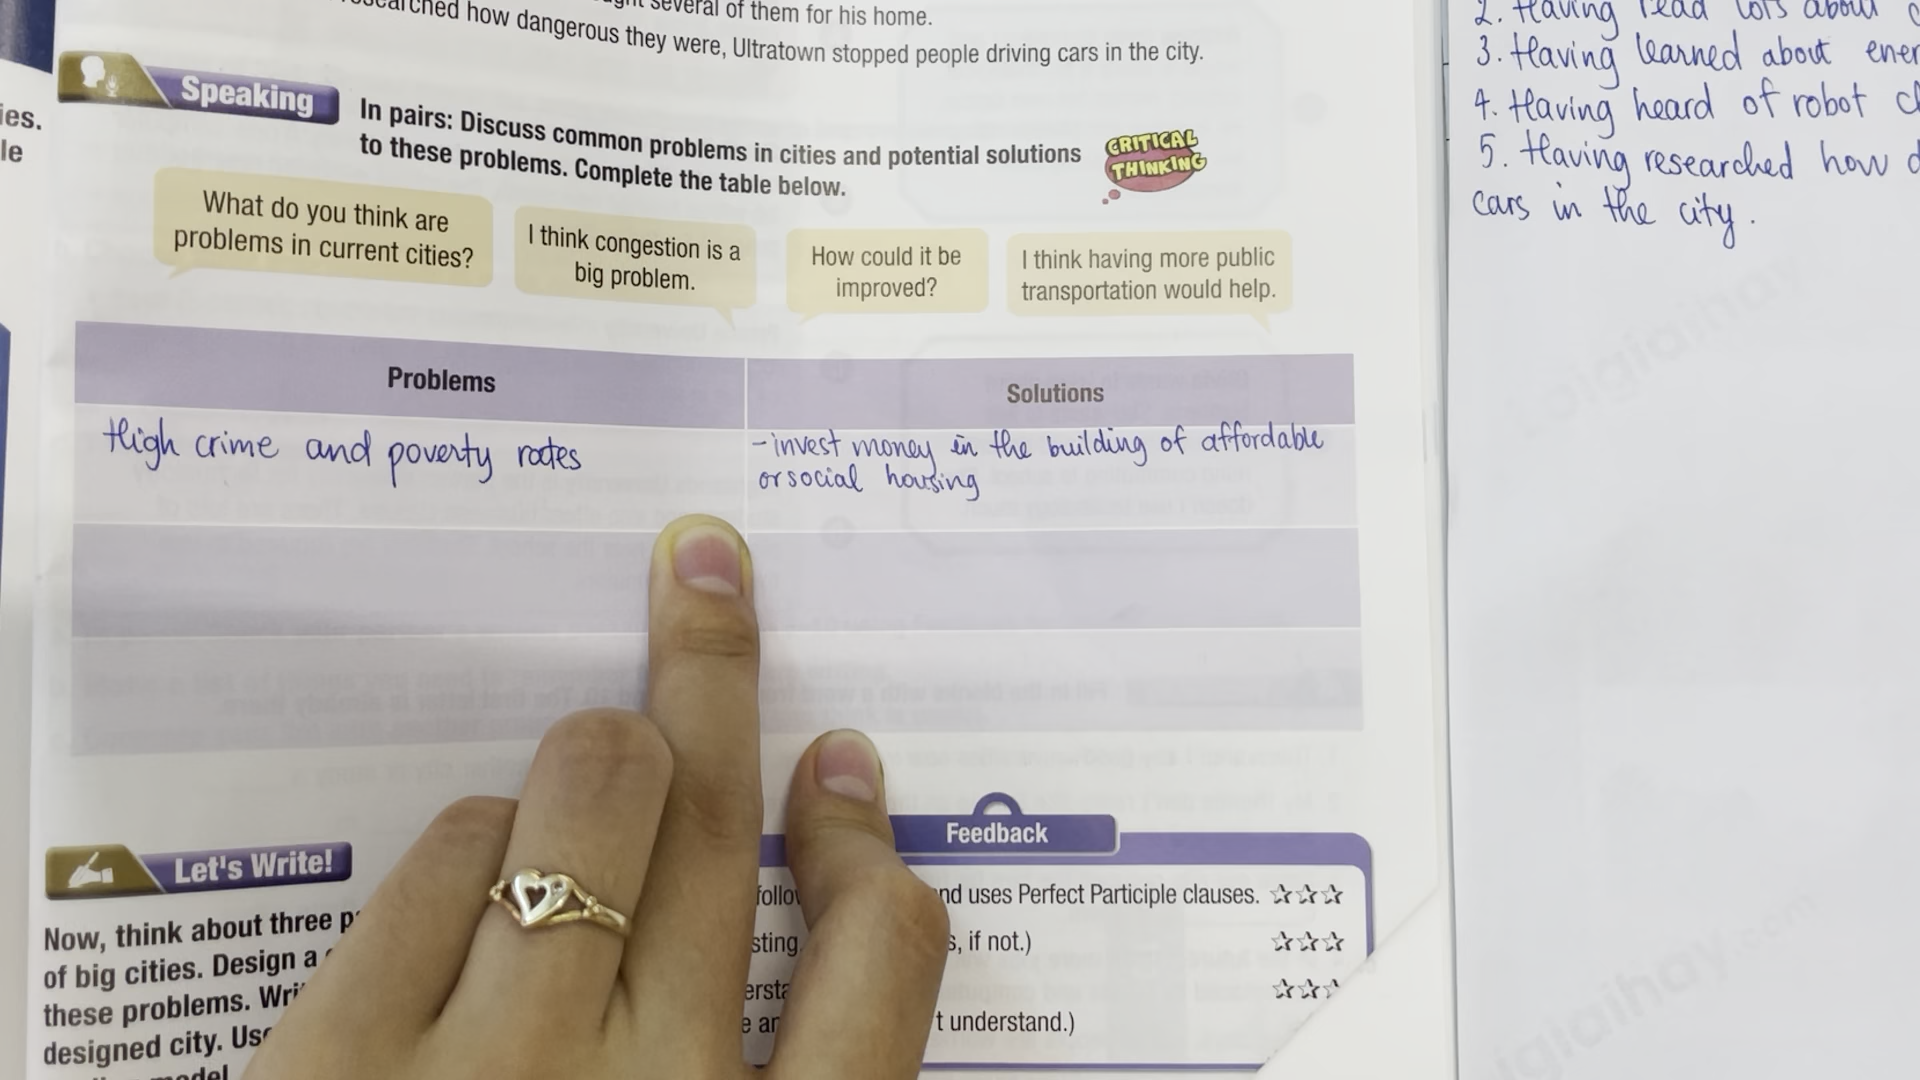 several of them for his home.
how dangerous they were, Ultratown stopped people driving cars in the city.
ies.
le
Speaking
In pairs: Discuss common problems in cities and potential solutions
to these problems. Complete the table below.
CRITICAL
THINKING
What do you think are
problems in current cities?
I think congestion is a
big problem.
How could it be
improved?
I think having more public
transportation would help.
Problems
Solutions
High crime and poverty rates
- invest money in the building of affordable
or social housing
Let's Write!
Now, think about three
of big cities. Design a
these problems.
designed city.
Feedback
uses Perfect Participle clauses. ☆☆☆
if not.) ☆☆☆
☆☆☆
t understand.)
2. Having read lots about
3. Having learned about
4. Having heard of robot
5. Having researched how
cars in the city.